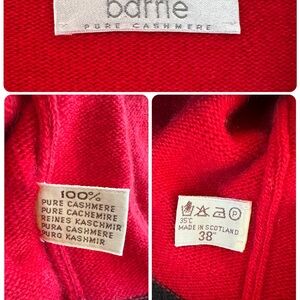 barrie
PURE CASHMERE
100%
PURE CASHMERE
PURE CACHEMIRE
REINES KASCHMIR
PURA CASHMERE
PURO KASHMIR
P
35°C
MADE IN SCOTLAND
38"